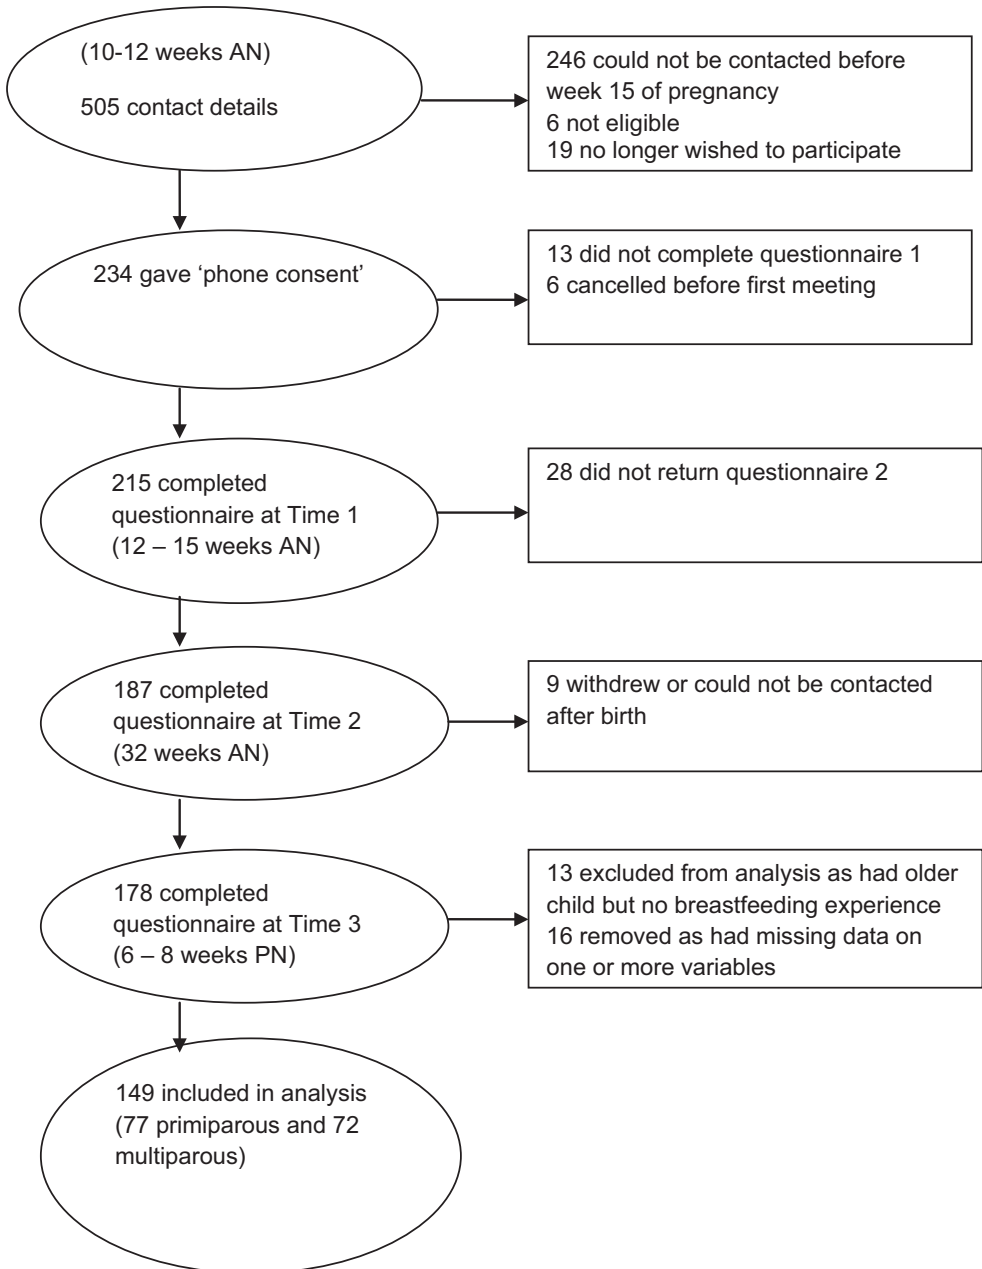 (10-12 weeks AN)
505 contact details
246 could not be contacted before
week 15 of pregnancy
6 not eligible
19 no longer wished to participate
234 gave ‘phone consent’
13 did not complete questionnaire 1
6 cancelled before first meeting
215 completed
questionnaire at Time 1
(12 – 15 weeks AN)
28 did not return questionnaire 2
187 completed
questionnaire at Time 2
(32 weeks AN)
9 withdrew or could not be contacted
after birth
178 completed
questionnaire at Time 3
(6 – 8 weeks PN)
13 excluded from analysis as had older
child but no breastfeeding experience
16 removed as had missing data on
one or more variables
149 included in analysis
(77 primiparous and 72
multiparous)